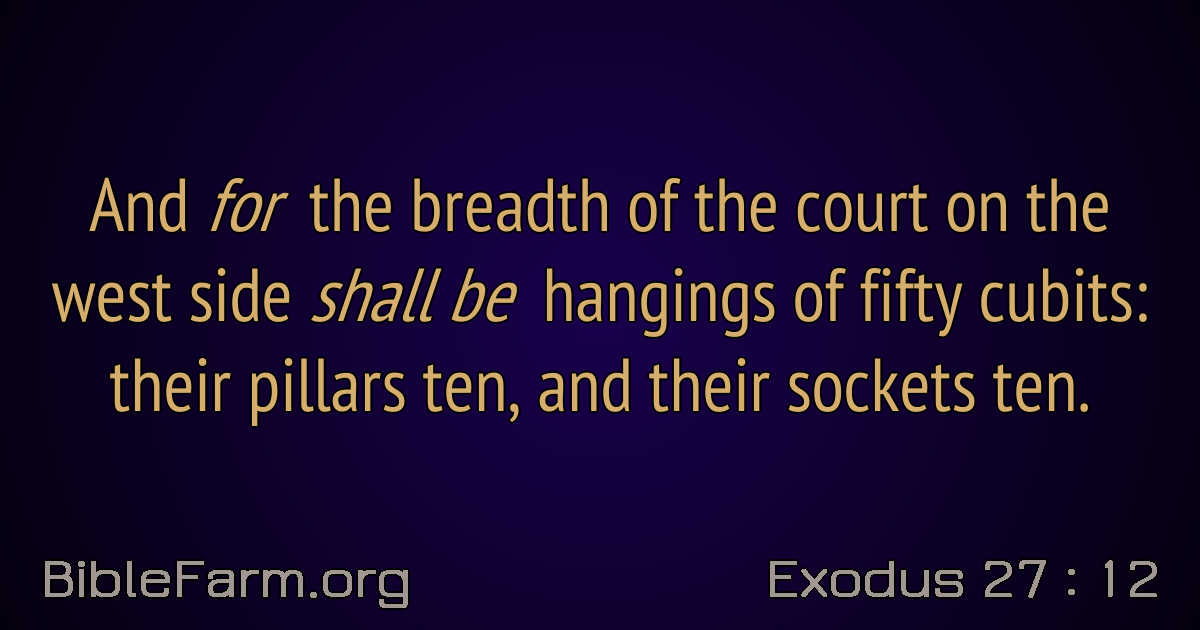 And for the breadth of the court on the
west side shall be hangings of fifty cubits:
their pillars ten, and their sockets ten.
BibleFarm.org
Exodus 27 : 12